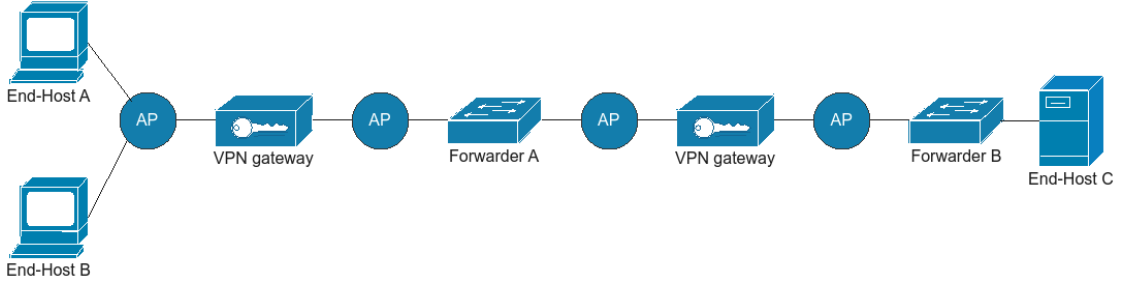 End-Host A
AP
VPN gateway
AP
Forwarder A
AP
VPN gateway
AP
Forwarder B
End-Host C
End-Host B